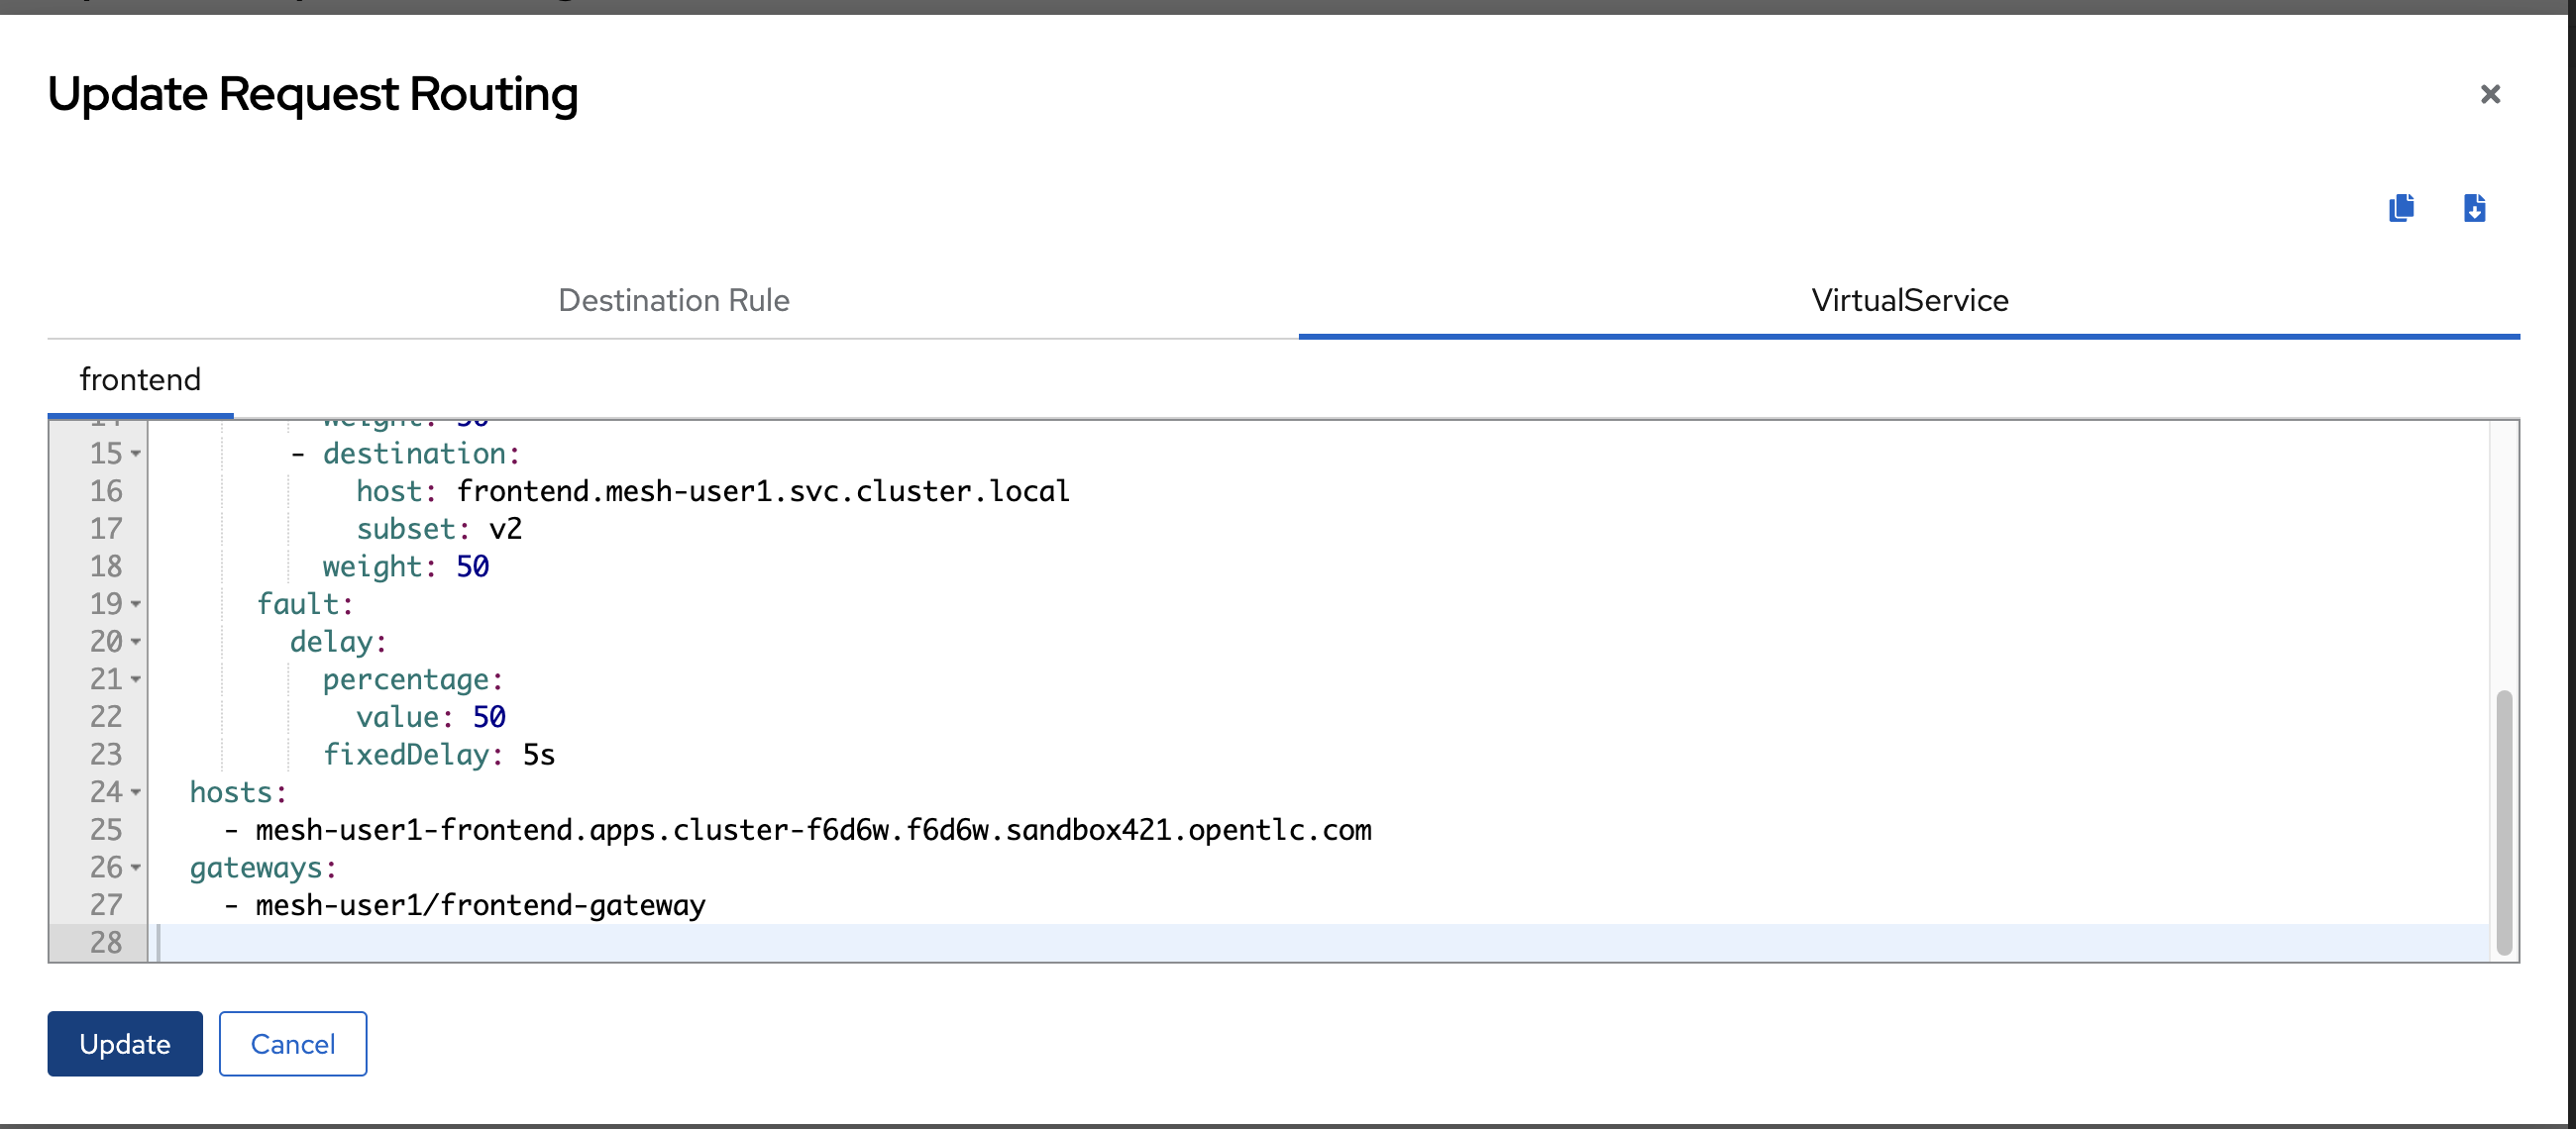 Update Request Routing
Destination Rule
VirtualService
frontend
15 - destination:
16 host: frontend.mesh-user1.svc.cluster.local
17 subset: v2
18 weight: 50
19 fault:
20 delay:
21 percentage:
22 value: 50
23 fixedDelay: 5s
24 hosts:
25 - mesh-user1-frontend.apps.cluster-f6d6w.f6d6w.sandbox421.opentlc.com
26 gateways:
27 - mesh-user1/frontend-gateway
28
Update
Cancel